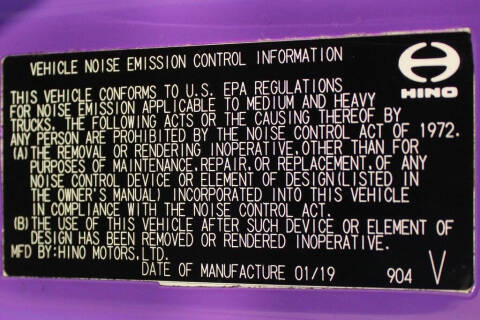 VEHICLE NOISE EMISSION CONTROL INFORMATION
HINO
THIS VEHICLE CONFORMS TO U.S. EPA REGULATIONS
FOR NOISE EMISSION APPLICABLE TO MEDIUM AND HEAVY
TRUCKS. THE FOLLOWING ACTS OR THE CAUSING THEREOF BY
ANY PERSON ARE PROHIBITED BY THE NOISE CONTROL ACT OF 1972.
(A)THE REMOVAL OR RENDERING INOPERATIVE, OTHER THAN FOR
PURPOSES OF MAINTENANCE, REPAIR, OR REPLACEMENT, OF ANY
NOISE CONTROL DEVICE OR ELEMENT OF DESIGN(LISTED IN
THE OWNER'S MANUAL) INCORPORATED INTO THIS VEHICLE
IN COMPLIANCE WITH THE NOISE CONTROL ACT.
(B)THE USE OF THIS VEHICLE AFTER SUCH DEVICE OR ELEMENT OF
DESIGN HAS BEEN REMOVED OR RENDERED INOPERATIVE.
MFD BY:HINO MOTORS,LTD.
DATE OF MANUFACTURE 01/19 904 V